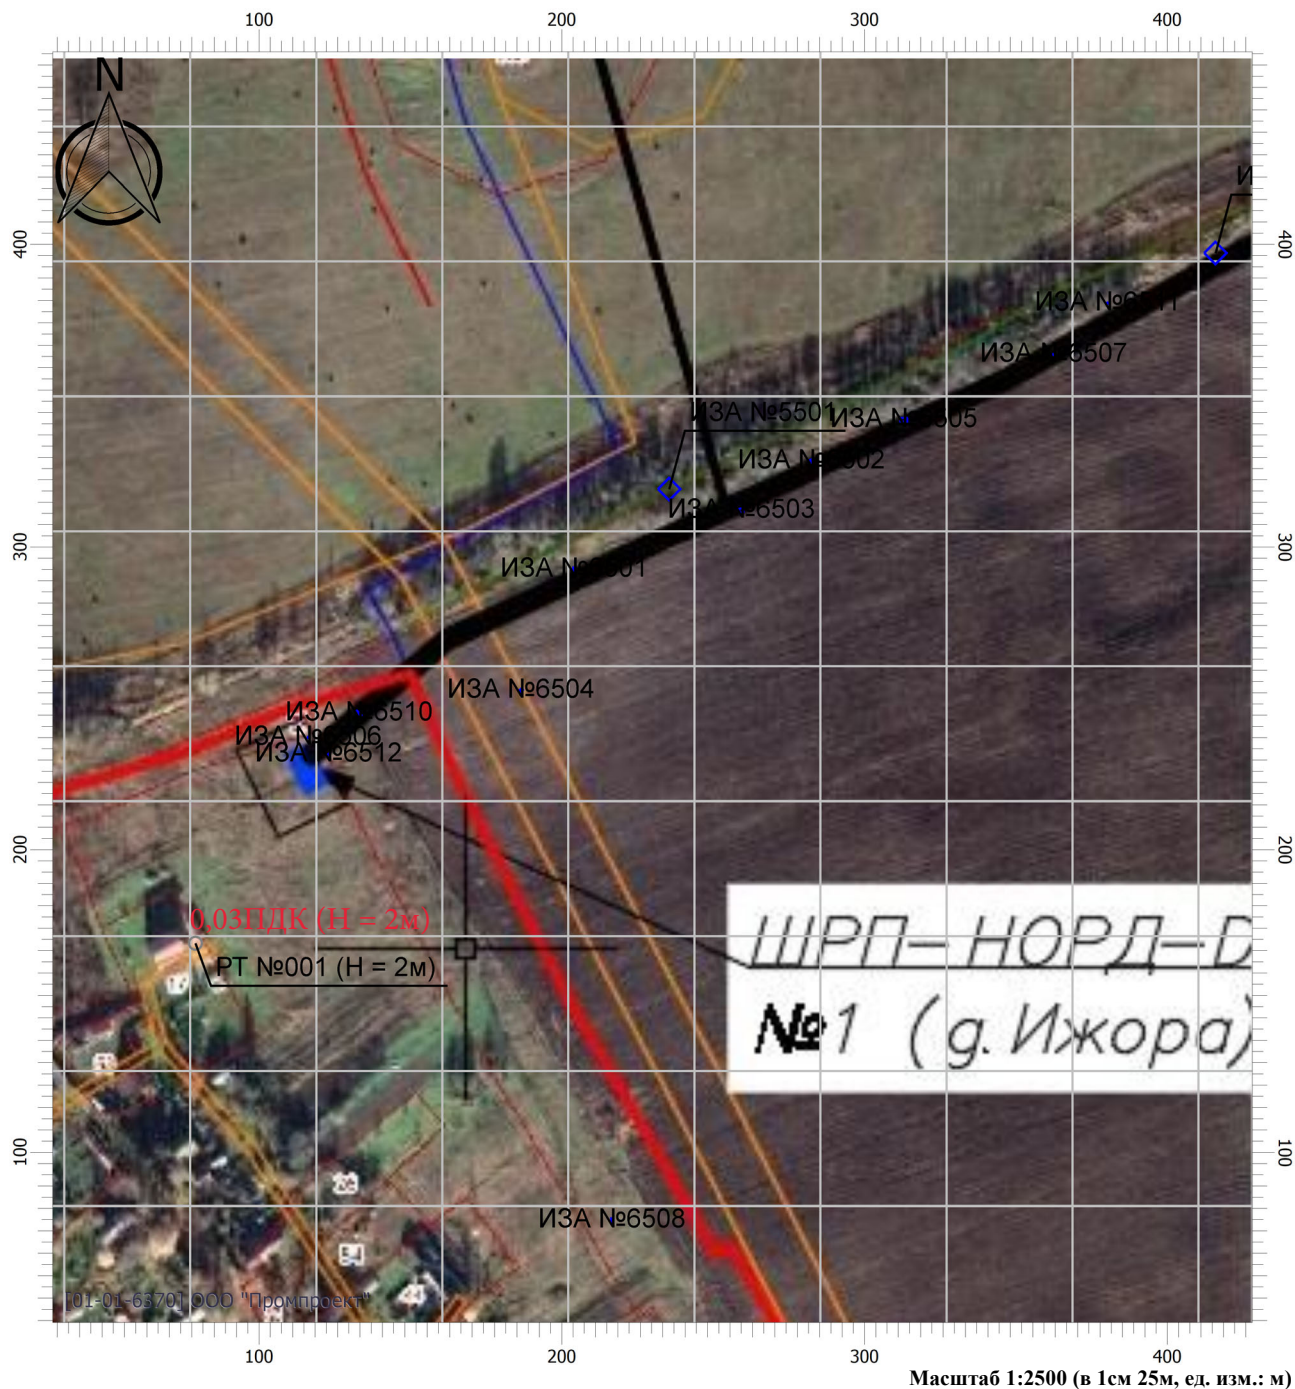 100 200 300 400
N
400 400
ИЗА №6507
ИЗА №5501
ИЗА №6503
300 300
ИЗА №6504
ИЗА №6510
ИЗА №6512
200 200
0,03ПДК (Н = 2м)
РТ №001 (Н = 2м)
ШРП– НОРД–D
№1 (д. Ижора)
100 100
ИЗА №6508
[01-01-6370] ООО "Промпроект"
44
100 200 300 400
Масштаб 1:2500 (в 1см 25м, ед. изм.: м)